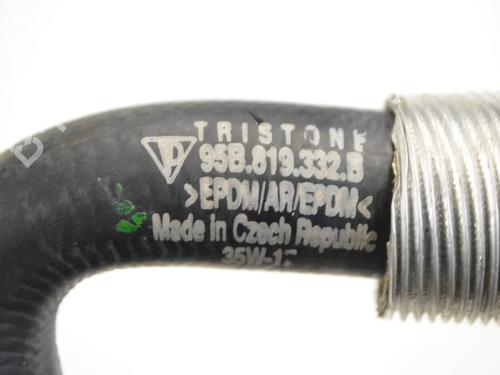 TRISTONE
95B.819.332.B
>EPDM/AR/EPDM<
Made in Czech Republic